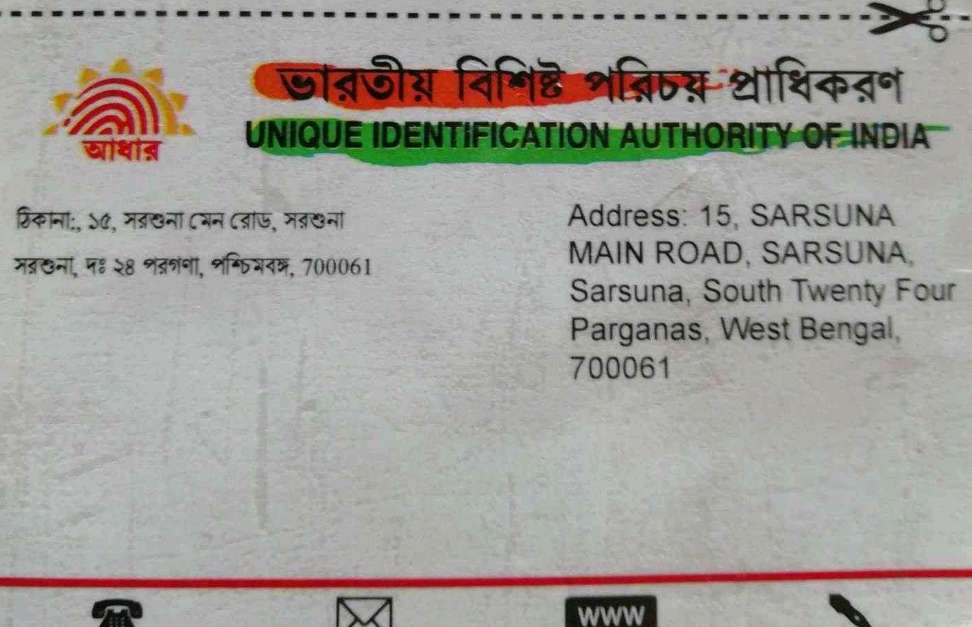 ভারতীয় বিশিষ্ট পরিচয় প্রাধিকরণ
UNIQUE IDENTIFICATION AUTHORITY OF INDIA
আধার
ঠিকানা:, ১৫, সরশুনা মেন রোড, সরশুনা
সরশুনা, দঃ ২৪ পরগণা, পশ্চিমবঙ্গ, 700061
Address: 15, SARSUNA
MAIN ROAD, SARSUNA,
Sarsuna, South Twenty Four
Parganas, West Bengal,
700061
www